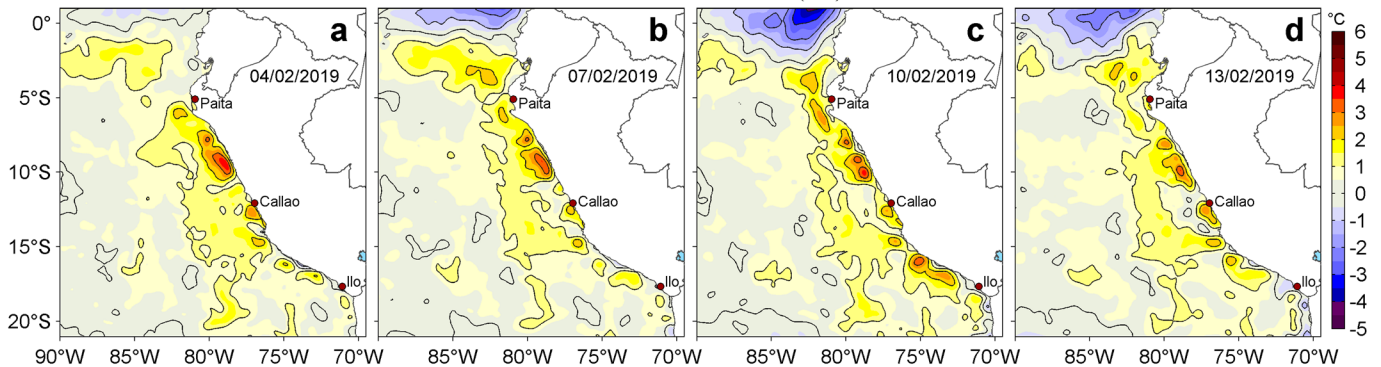 a b c d °C
0° 6
04/02/2019 07/02/2019 10/02/2019 13/02/2019 5
4
5°S Paita Paita Paita Paita 3
2
10°S 1
0
Callao Callao Callao Callao -1
15°S -2
-3
Ilo Ilo Ilo Ilo -4
20°S -5
90°W 85°W 80°W 75°W 70°W 85°W 80°W 75°W 70°W 85°W 80°W 75°W 70°W 85°W 80°W 75°W 70°W